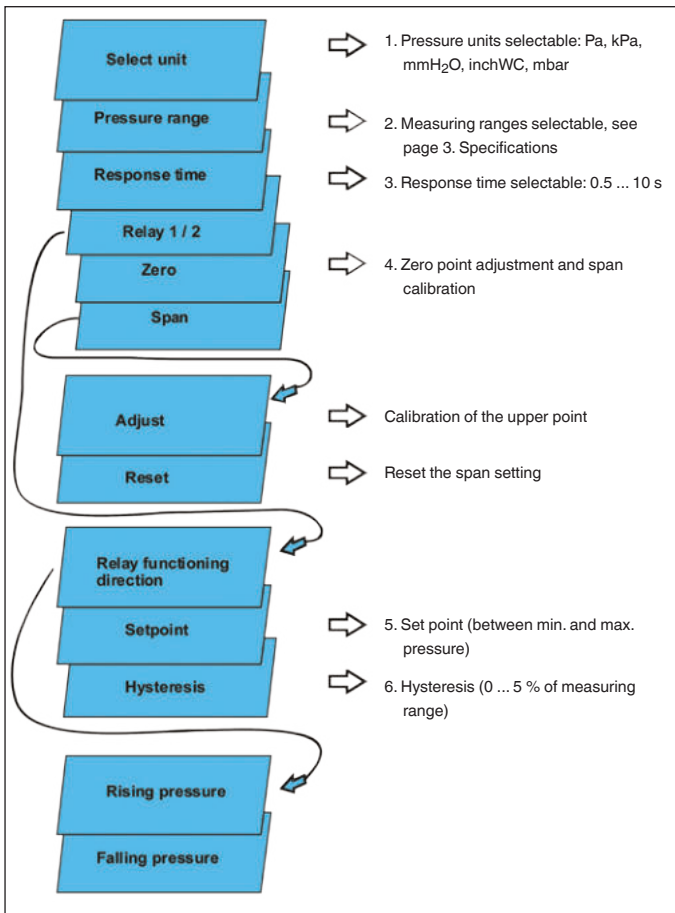 Select unit
1. Pressure units selectable: Pa, kPa,
mmH2O, inchWC, mbar
Pressure range
2. Measuring ranges selectable, see
page 3. Specifications
Response time
3. Response time selectable: 0.5 ... 10 s
Relay 1 / 2
Zero
4. Zero point adjustment and span
calibration
Span
Adjust
Calibration of the upper point
Reset
Reset the span setting
Relay functioning
direction
Setpoint
5. Set point (between min. and max.
pressure)
Hysteresis
6. Hysteresis (0 ... 5 % of measuring
range)
Rising pressure
Falling pressure